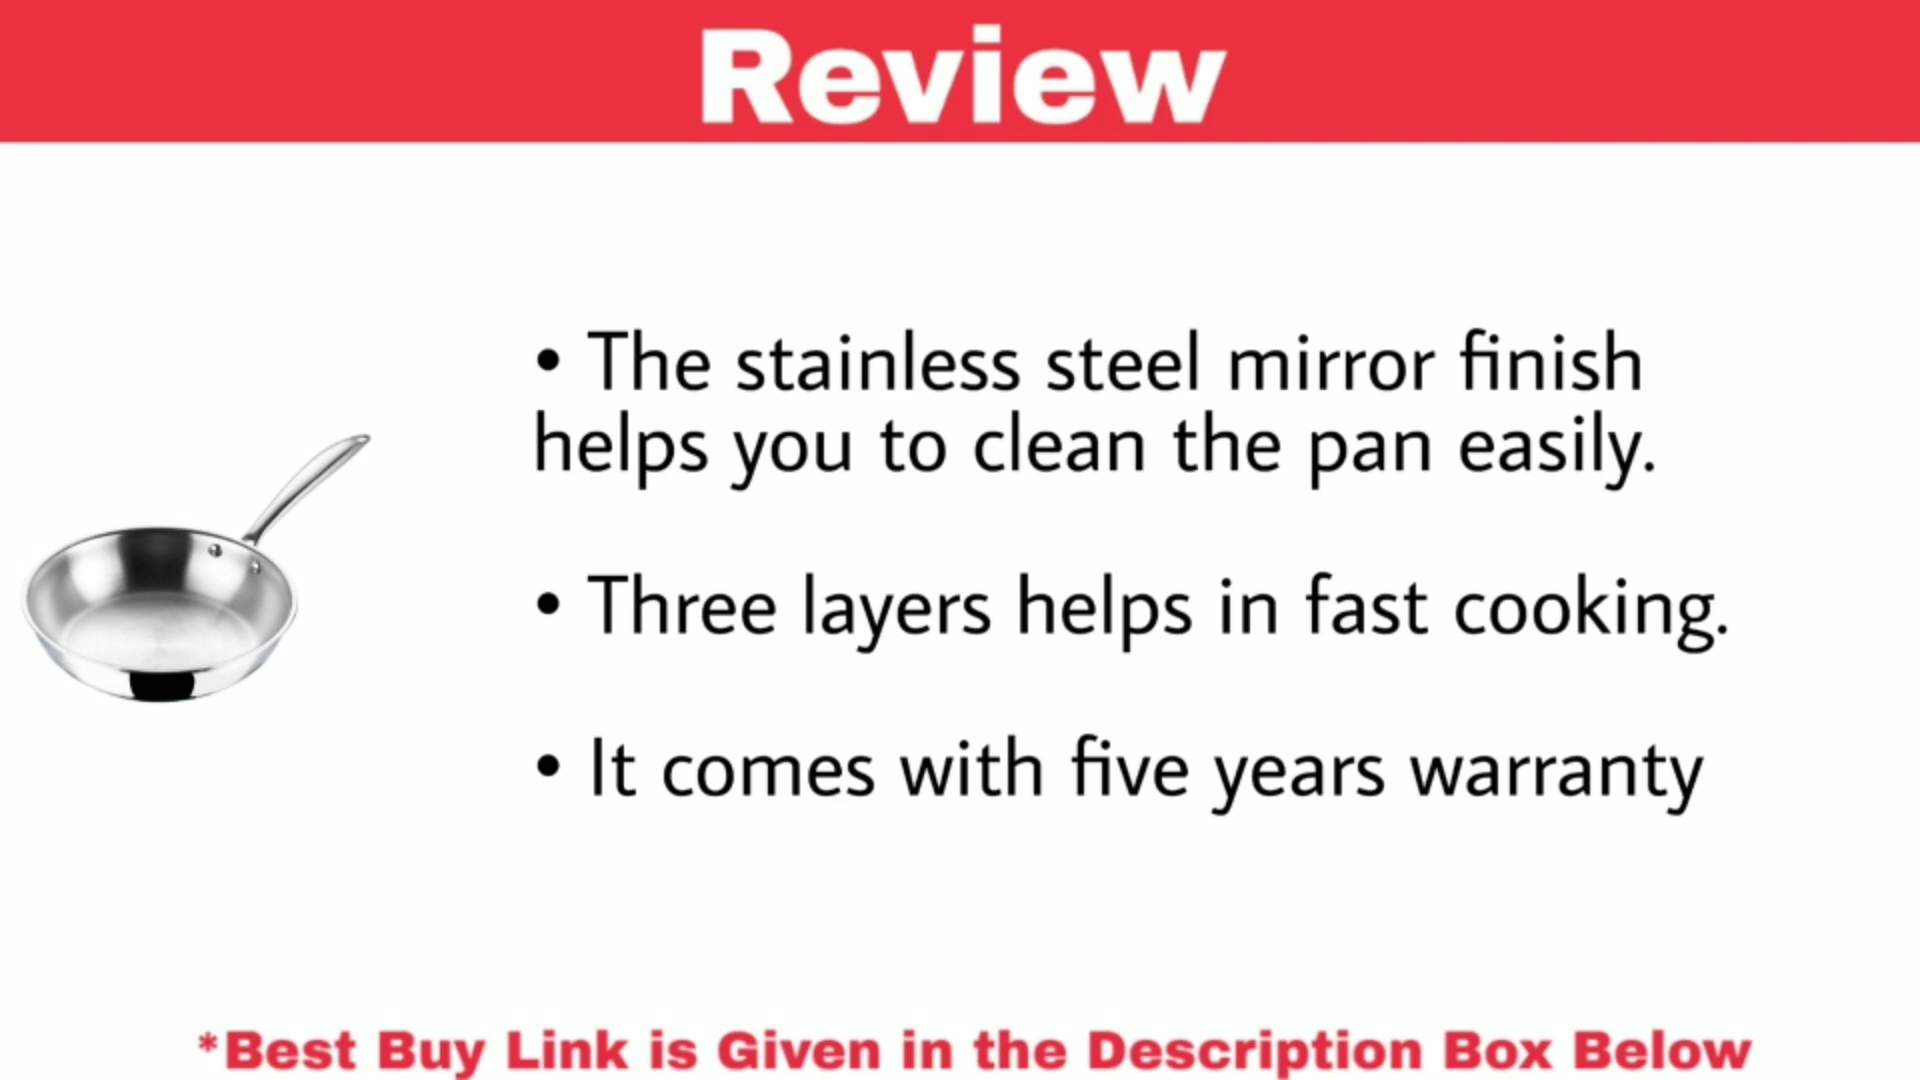 Review
• The stainless steel mirror finish
helps you to clean the pan easily.
• Three layers helps in fast cooking.
• It comes with five years warranty
*Best Buy Link is Given in the Description Box Below